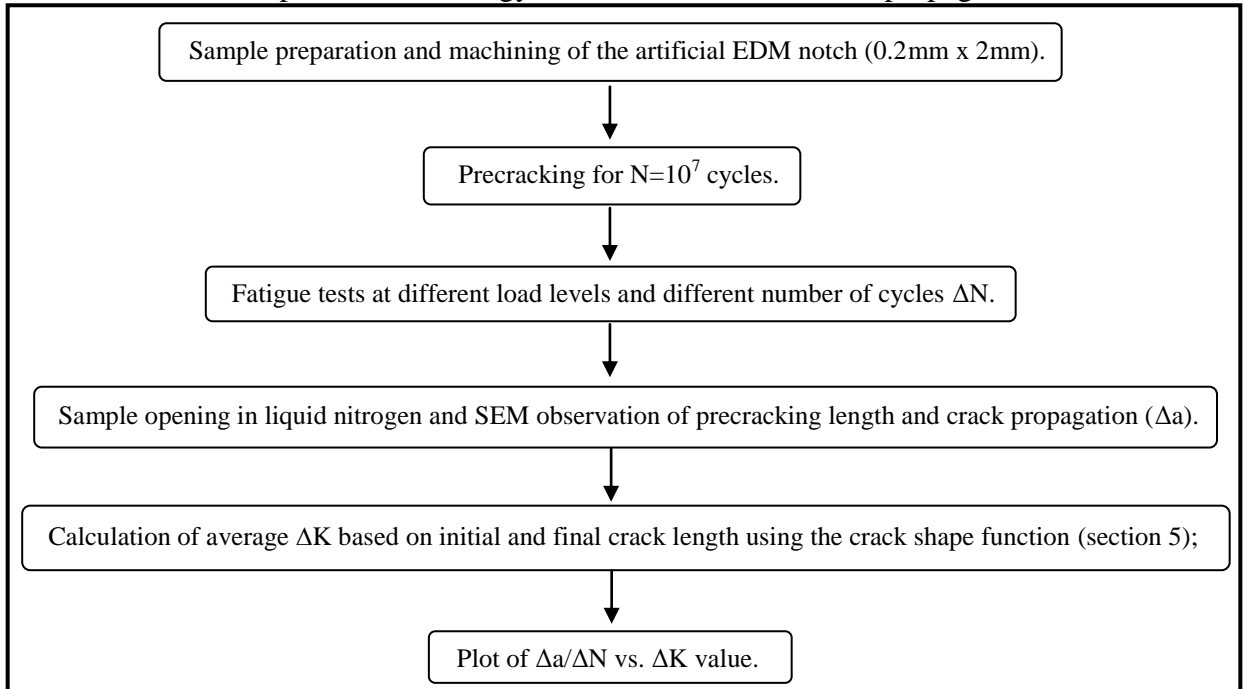 Sample preparation and machining of the artificial EDM notch (0.2mm x 2mm).
Precracking for N=10⁷ cycles.
Fatigue tests at different load levels and different number of cycles ΔN.
Sample opening in liquid nitrogen and SEM observation of precracking length and crack propagation (Δa).
Calculation of average ΔK based on initial and final crack length using the crack shape function (section 5);
Plot of Δa/ΔN vs. ΔK value.